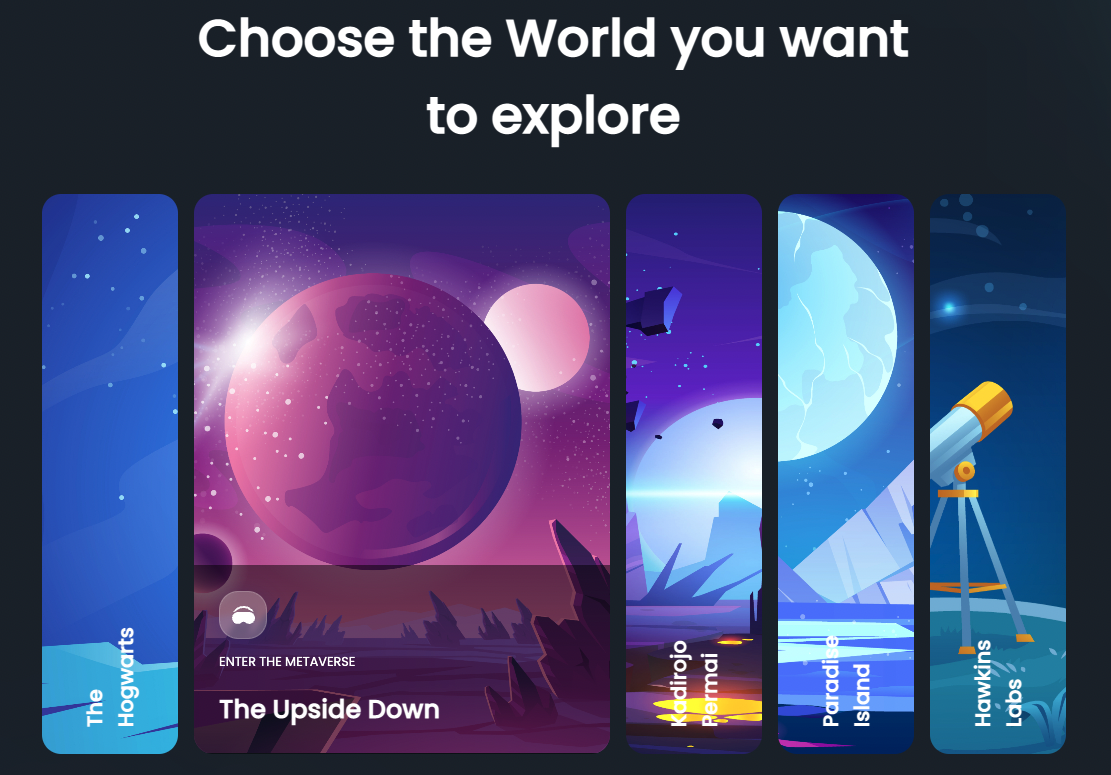 Choose the World you want
to explore
The
Hogwarts
ENTER THE METAVERSE
The Upside Down
Kadirojo
Permai
Paradise
Island
Hawkins
Labs